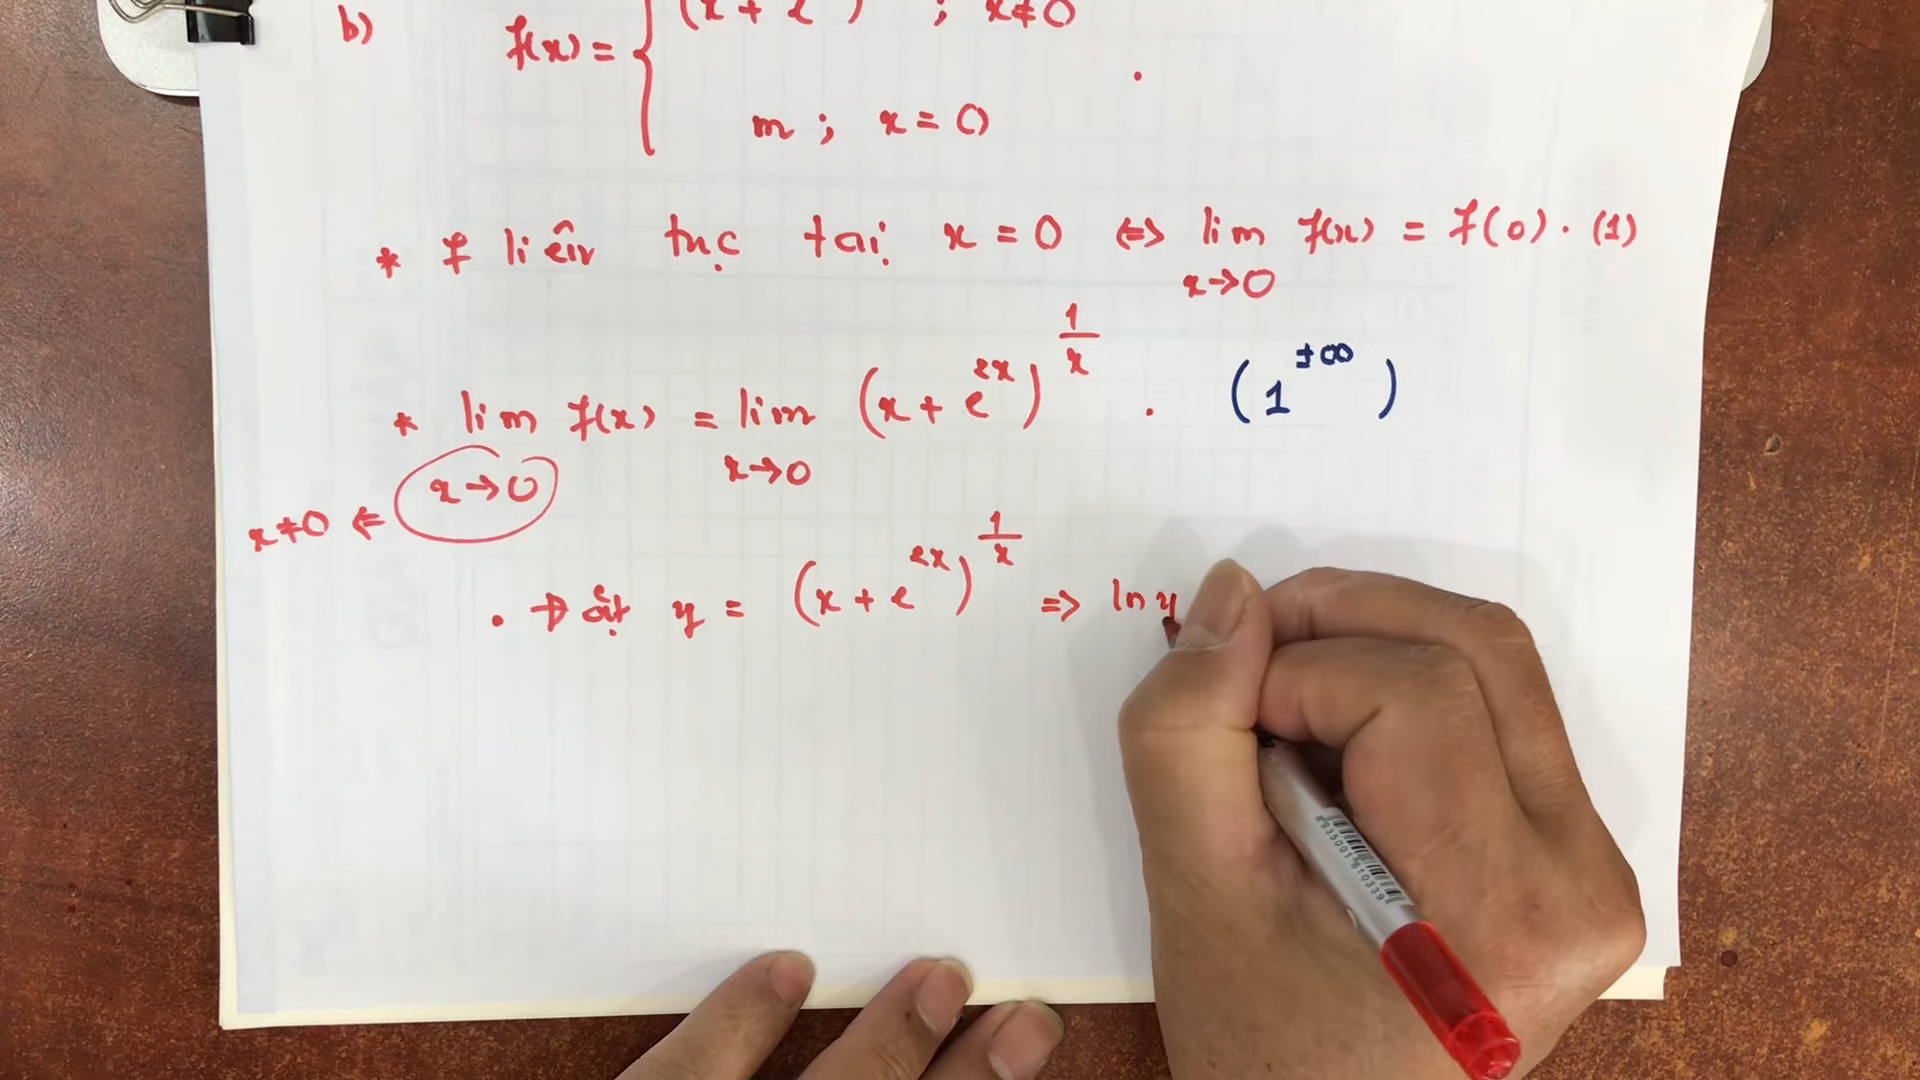 b) f(x) = { (x + e ) ; x ≠ 0
m ; x = 0
* f liên tục tại x = 0 ⇔ lim f(x) = f(0) . (1)
x→0
* lim f(x) = lim (x + e^{2x})^{1/x} . (1^{±∞})
x→0 x→0
x ≠ 0 ⇐
. Đặt y = (x + e^{2x})^{1/x} => ln y
8935001810339